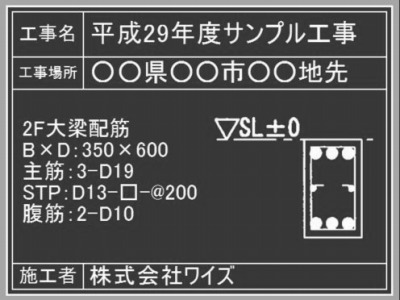 工事名 平成29年度サンプル工事
工事場所 〇〇県〇〇市〇〇地先
2F大梁配筋
B×D:350×600
主筋:3-D19
STP:D13-□-@200
腹筋:2-D10
▽SL±0
施工者 株式会社ワイズ